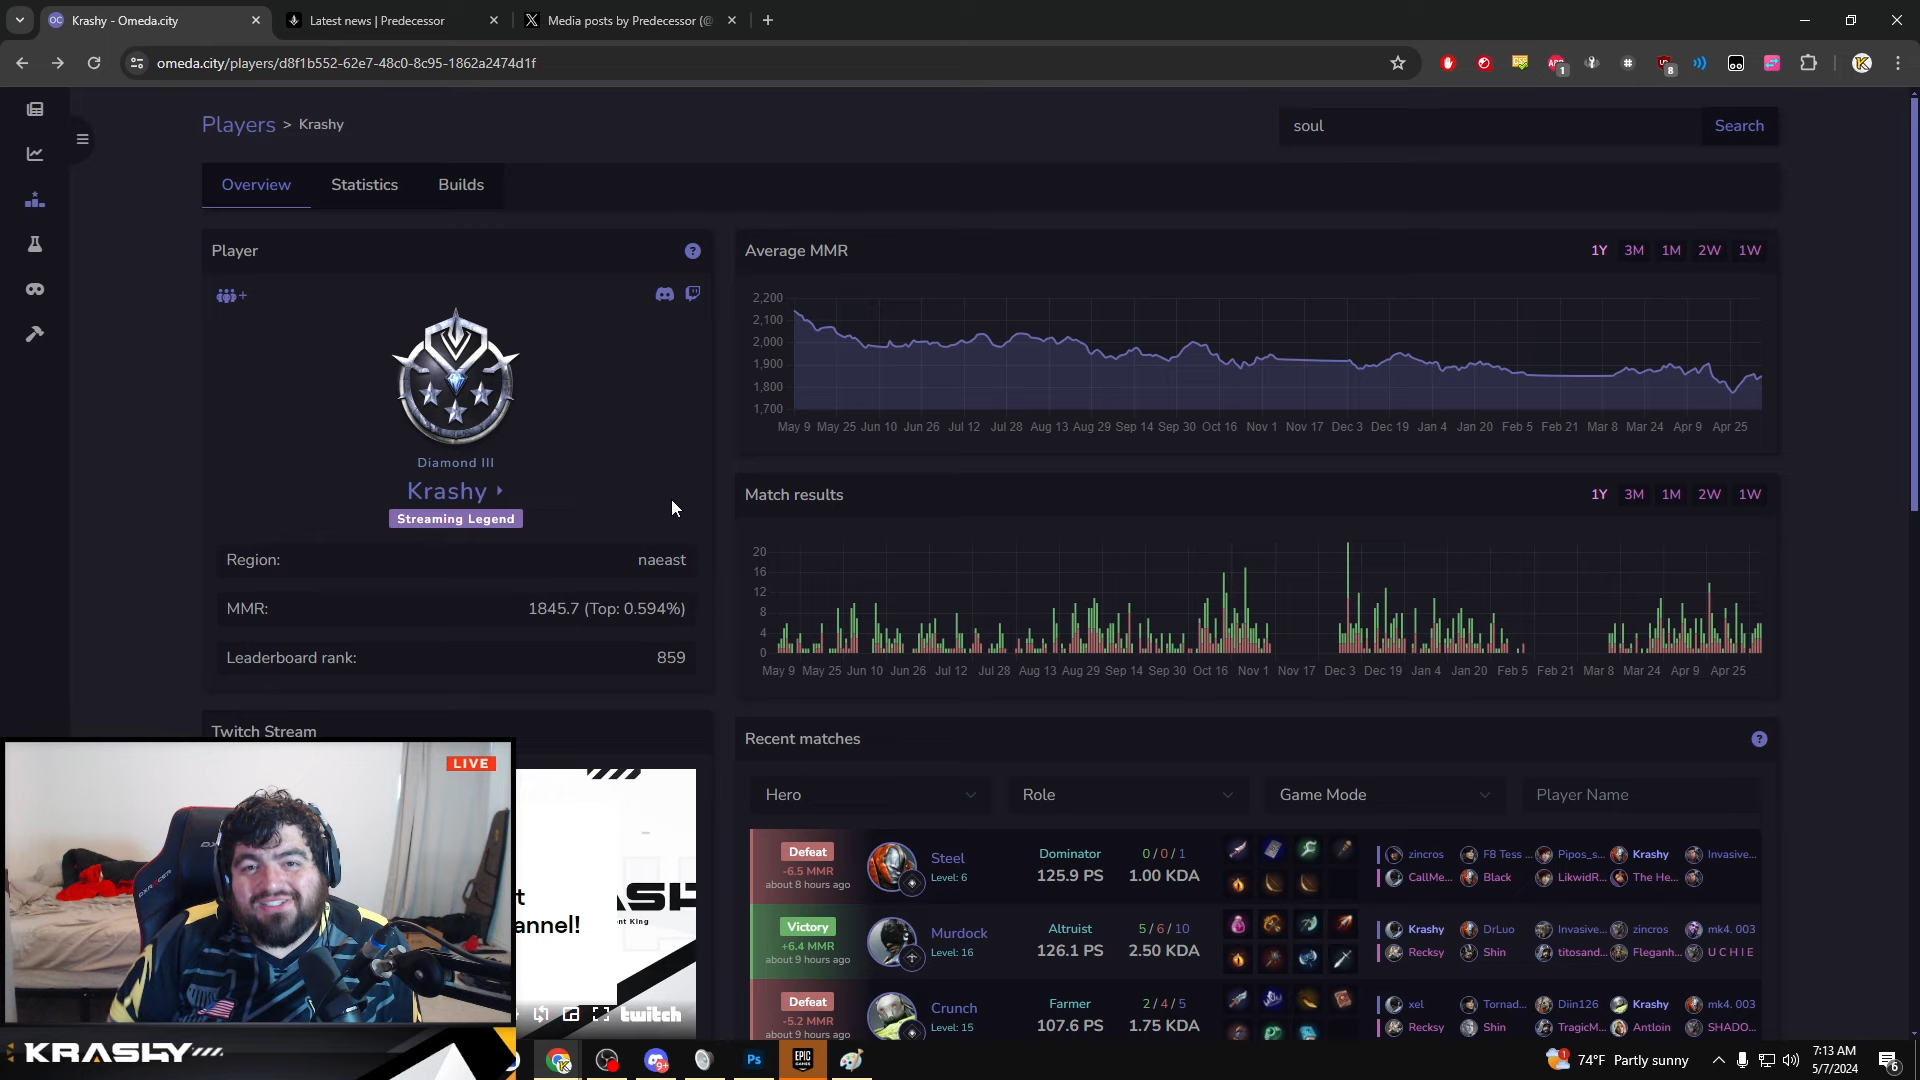 Krashy - Omeda.city
Latest news | Predecessor
Media posts by Predecessor (@
omeda.city/players/d8f1b552-62e7-48c0-8c95-1862a2474d1f
1
8
Players > Krashy
soul
Search
Overview
Statistics
Builds
Player
Diamond III
Krashy
Streaming Legend
Region: naeast
MMR: 1845.7 (Top: 0.594%)
Leaderboard rank: 859
Twitch Stream
Average MMR
1Y 3M 1M 2W 1W
2,200
2,100
2,000
1,900
1,800
1,700
May 9 May 25 Jun 10 Jun 26 Jul 12 Jul 28 Aug 13 Aug 29 Sep 14 Sep 30 Oct 16 Nov 1 Nov 17 Dec 3 Dec 19 Jan 4 Jan 20 Feb 5 Feb 21 Mar 8 Mar 24 Apr 9 Apr 25
Match results
1Y 3M 1M 2W 1W
20
16
12
8
4
0
May 9 May 25 Jun 10 Jun 26 Jul 12 Jul 28 Aug 13 Aug 29 Sep 14 Sep 30 Oct 16 Nov 1 Nov 17 Dec 3 Dec 19 Jan 4 Jan 20 Feb 5 Feb 21 Mar 8 Mar 24 Apr 9 Apr 25
Recent matches
Hero
Role
Game Mode
Player Name
Defeat
-6.5 MMR
about 8 hours ago
Steel
Level: 6
Dominator
125.9 PS
0/0/1
1.00 KDA
zincros F8 Tess ... Pipos_s... Krashy Invasive...
CallMe... Black LikwidR... The He...
Victory
+6.4 MMR
about 9 hours ago
Murdock
Level: 16
Altruist
126.1 PS
5/6/10
2.50 KDA
Krashy DrLuo Invasive... zincros mk4. 003
Recksy Shin titosand... Fleganh... U C H I E
Defeat
-5.2 MMR
about 9 hours ago
Crunch
Level: 15
Farmer
107.6 PS
2/4/5
1.75 KDA
xel Tornad... Diin126 Krashy mk4. 003
Recksy Shin TragicM... Antloin SHADO...
LIVE
DXRACER
t
annel!
ASH
nt King
twitch
KRASHY
9+
Ps
EPIC
GAMES
74°F Partly sunny
7:13 AM
5/7/2024
6